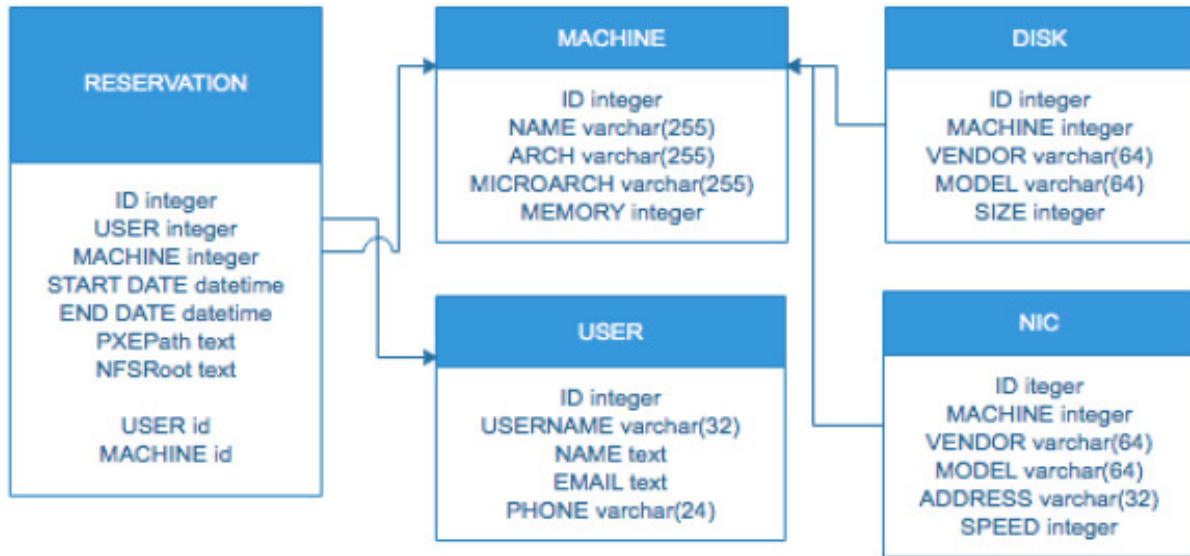 RESERVATION
ID integer
USER integer
MACHINE integer
START DATE datetime
END DATE datetime
PXEPath text
NFSRoot text
USER id
MACHINE id
MACHINE
ID integer
NAME varchar(255)
ARCH varchar(255)
MICROARCH varchar(255)
MEMORY integer
USER
ID integer
USERNAME varchar(32)
NAME text
EMAIL text
PHONE varchar(24)
DISK
ID integer
MACHINE integer
VENDOR varchar(64)
MODEL varchar(64)
SIZE integer
NIC
ID iteger
MACHINE integer
VENDOR varchar(64)
MODEL varchar(64)
ADDRESS varchar(32)
SPEED integer